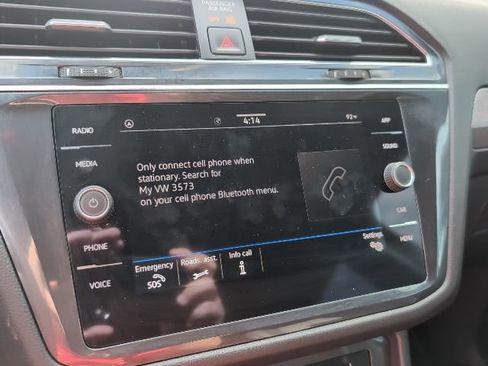 PASSENGER
AIR BAG
OFF
RADIO
4:14
92°F
APP
MEDIA
SOUND
Only connect cell phone when
stationary. Search for
My VW 3573
on your cell phone Bluetooth menu.
CAR
PHONE
MENU
Settings
VOICE
Emergency
SOS
Roads. asst.
Info call
i